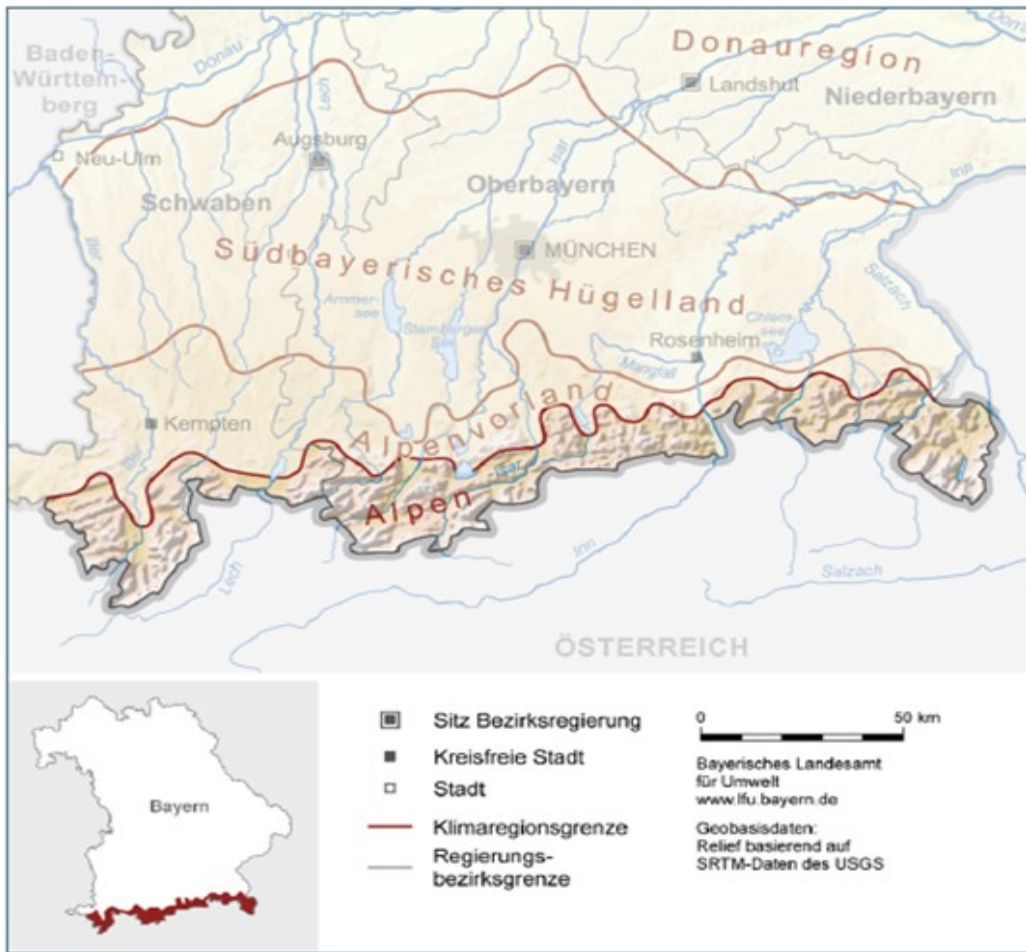 Baden-
Württem-
berg
Donau
Lech
Donauregion
Landshut
Niederbayern
Neu-Ulm
Augsburg
Isar
Inn
Schwaben
Oberbayern
Iller
MÜNCHEN
Südbayerisches Hügelland
Ammer-
see
Starnberger
See
Salzach
Chiem-
see
Rosenheim
Mangfall
Kempten
Alpenvorland
Iller
Isar
Alpen
Lech
Inn
Salzach
ÖSTERREICH
Bayern
Sitz Bezirksregierung
Kreisfreie Stadt
Stadt
Klimaregionsgrenze
Regierungs-
bezirksgrenze
0 50 km
Bayerisches Landesamt
für Umwelt
www.lfu.bayern.de
Geobasisdaten:
Relief basierend auf
SRTM-Daten des USGS